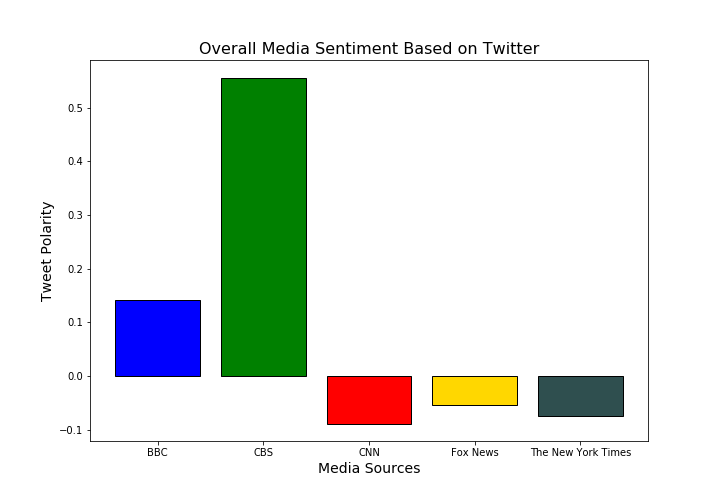 Overall Media Sentiment Based on Twitter
Tweet Polarity
0.5
0.4
0.3
0.2
0.1
0.0
−0.1
BBC CBS CNN Fox News The New York Times
Media Sources